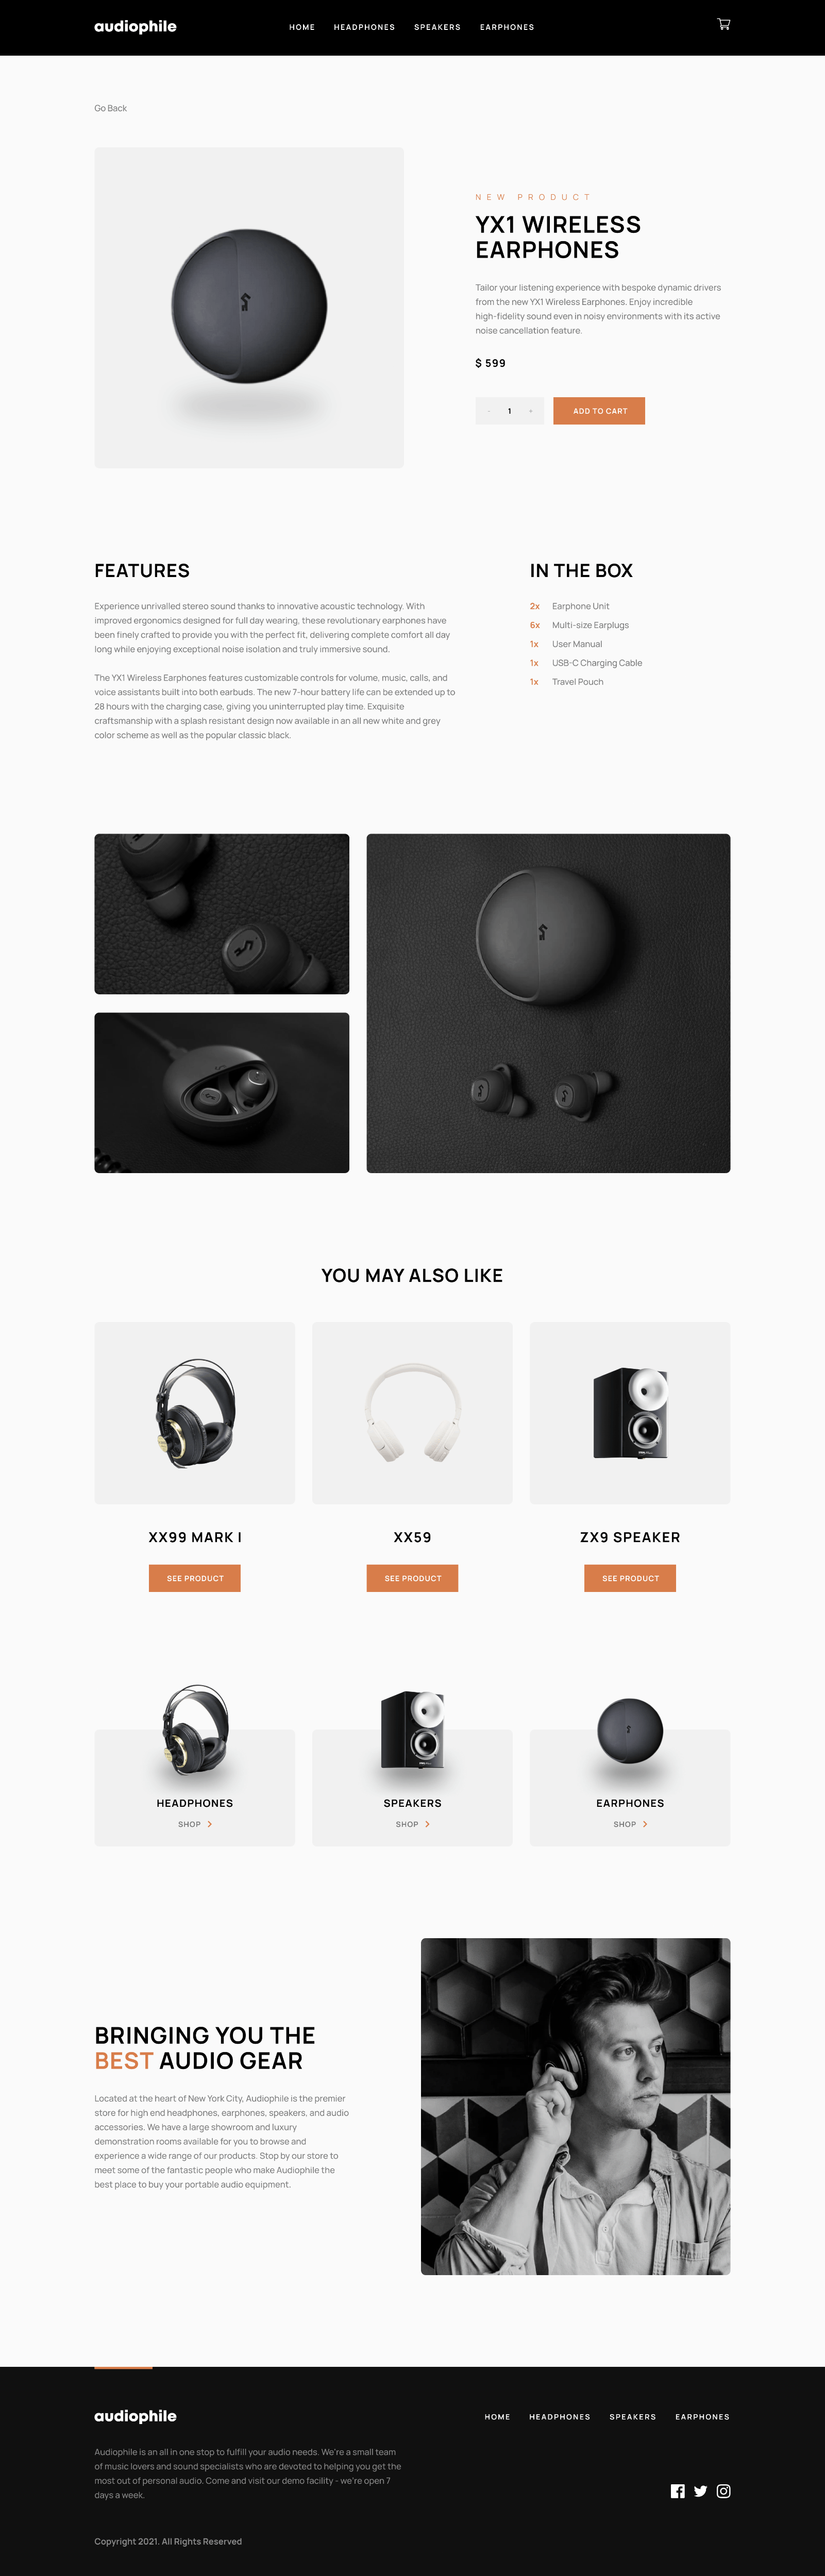 audiophile
HOME HEADPHONES SPEAKERS EARPHONES
Go Back
NEW PRODUCT
YX1 WIRELESS
EARPHONES
Tailor your listening experience with bespoke dynamic drivers
from the new YX1 Wireless Earphones. Enjoy incredible
high-fidelity sound even in noisy environments with its active
noise cancellation feature.
$ 599
- 1 + ADD TO CART
FEATURES
Experience unrivalled stereo sound thanks to innovative acoustic technology. With
improved ergonomics designed for full day wearing, these revolutionary earphones have
been finely crafted to provide you with the perfect fit, delivering complete comfort all day
long while enjoying exceptional noise isolation and truly immersive sound.
The YX1 Wireless Earphones features customizable controls for volume, music, calls, and
voice assistants built into both earbuds. The new 7-hour battery life can be extended up to
28 hours with the charging case, giving you uninterrupted play time. Exquisite
craftsmanship with a splash resistant design now available in an all new white and grey
color scheme as well as the popular classic black.
IN THE BOX
2x Earphone Unit
6x Multi-size Earplugs
1x User Manual
1x USB-C Charging Cable
1x Travel Pouch
YOU MAY ALSO LIKE
XX99 MARK I
SEE PRODUCT
XX59
SEE PRODUCT
ZX9 SPEAKER
SEE PRODUCT
HEADPHONES
SHOP
SPEAKERS
SHOP
EARPHONES
SHOP
BRINGING YOU THE
BEST AUDIO GEAR
Located at the heart of New York City, Audiophile is the premier
store for high end headphones, earphones, speakers, and audio
accessories. We have a large showroom and luxury
demonstration rooms available for you to browse and
experience a wide range of our products. Stop by our store to
meet some of the fantastic people who make Audiophile the
best place to buy your portable audio equipment.
audiophile
HOME HEADPHONES SPEAKERS EARPHONES
Audiophile is an all in one stop to fulfill your audio needs. We're a small team
of music lovers and sound specialists who are devoted to helping you get the
most out of personal audio. Come and visit our demo facility - we're open 7
days a week.
Copyright 2021. All Rights Reserved